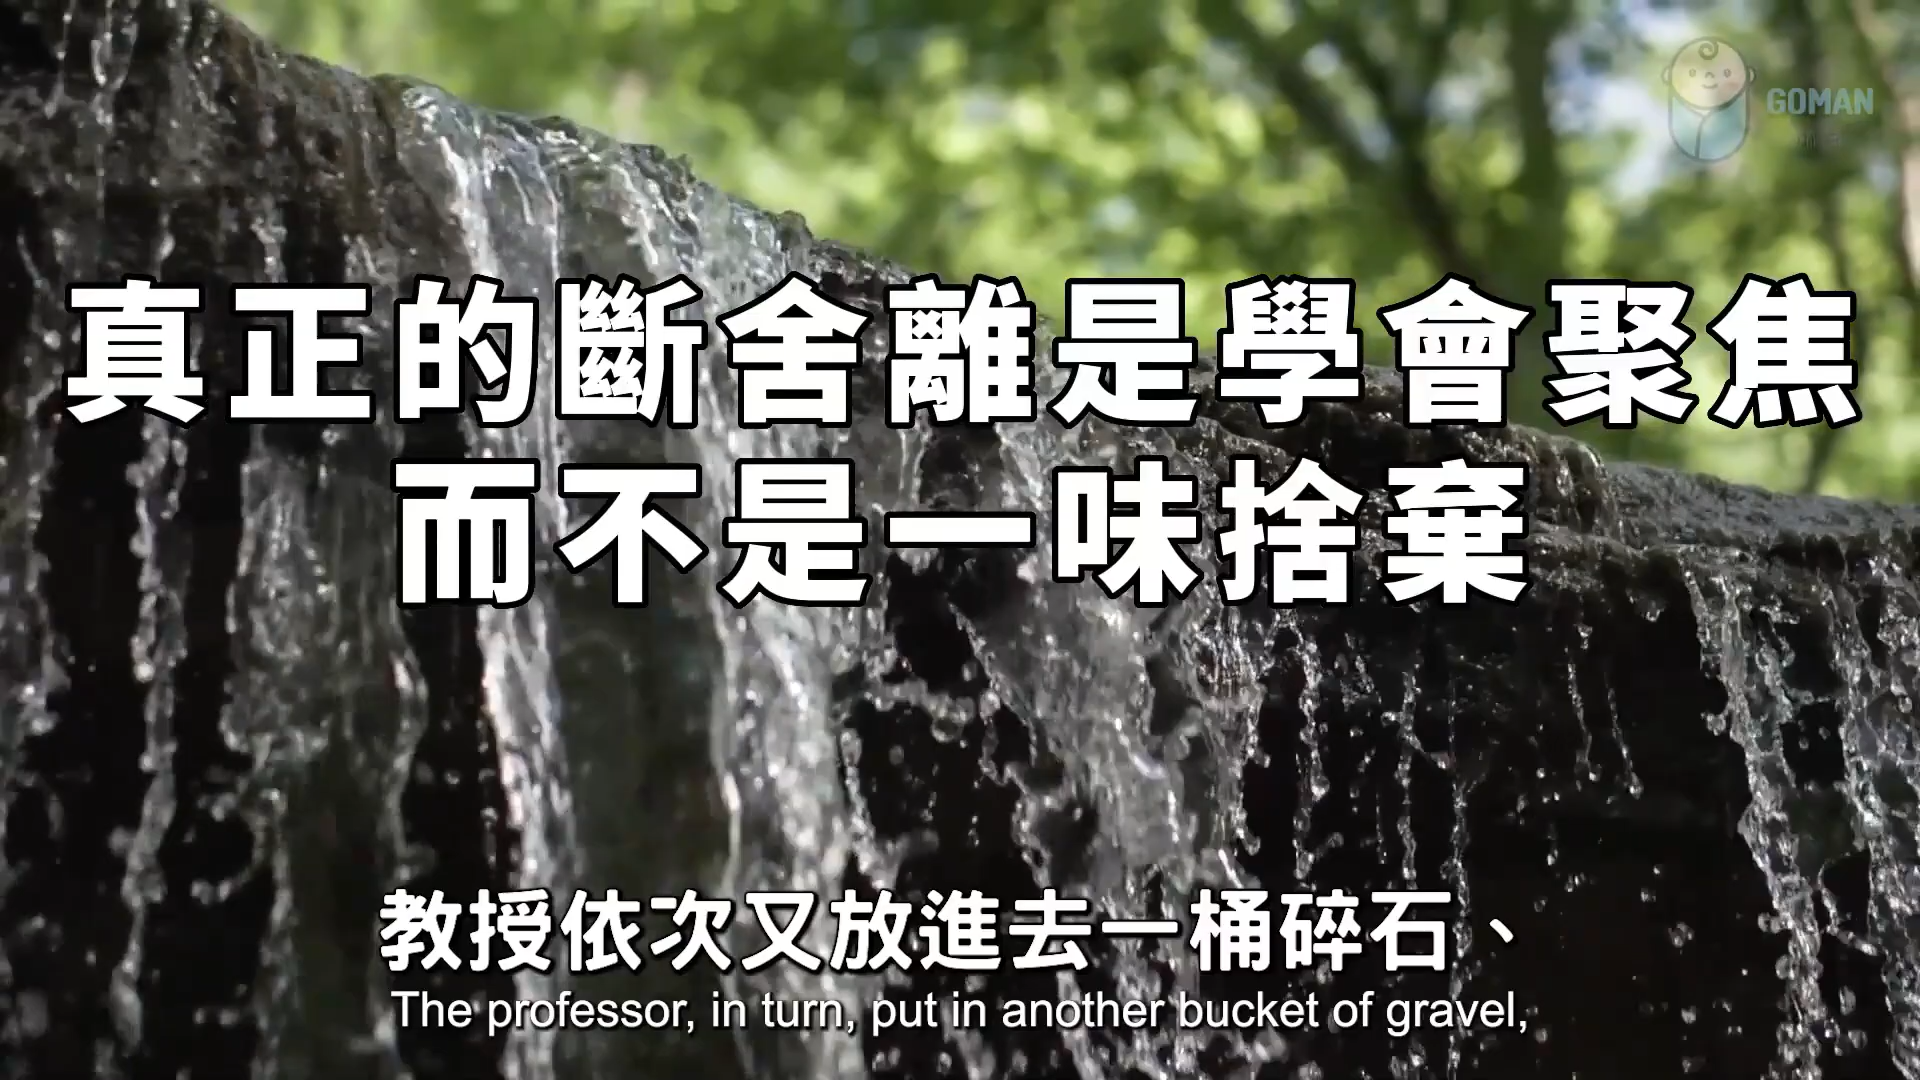 GOMAN
真正的斷舍離是學會聚焦
而不是一味捨棄
教授依次又放進去一桶碎石、
The professor, in turn, put in another bucket of gravel,